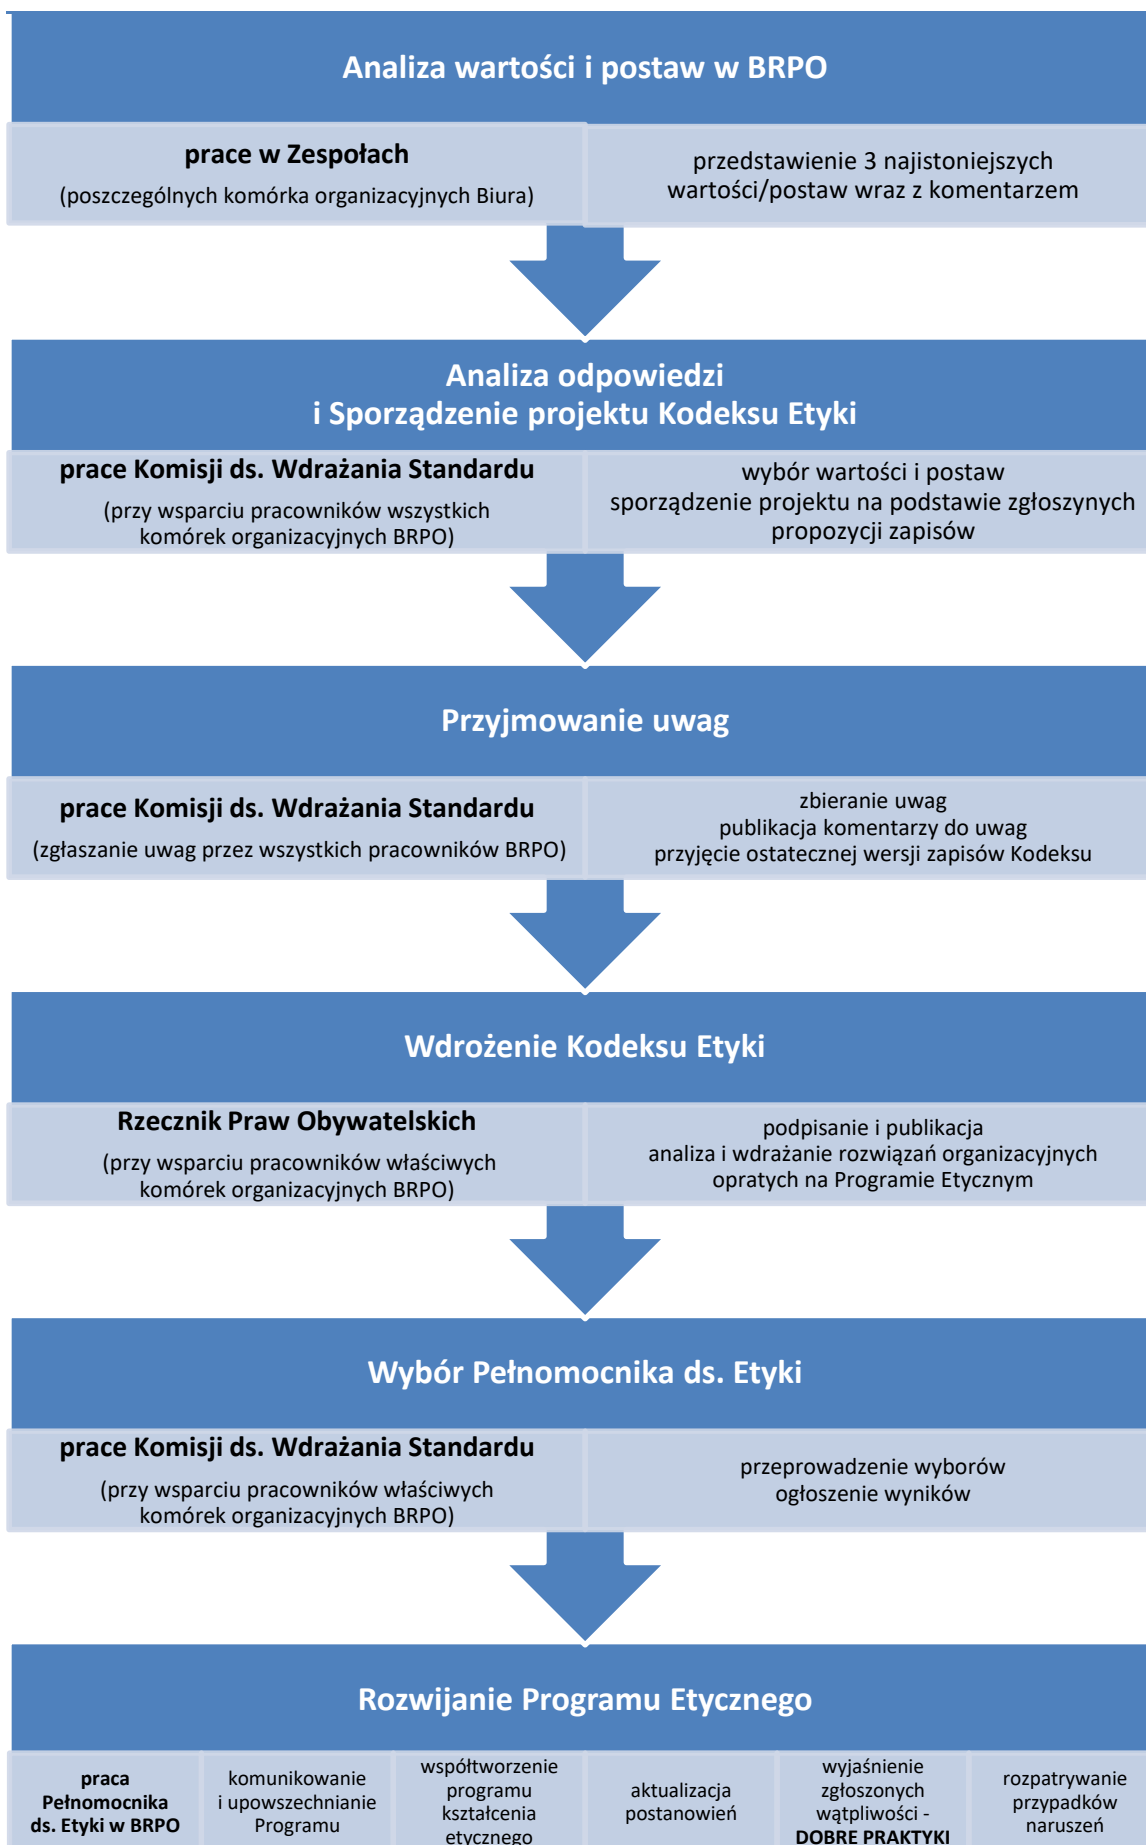 Analiza wartości i postaw w BRPO
prace w Zespołach
(poszczególnych komórka organizacyjnych Biura)
przedstawienie 3 najistoniejszych
wartości/postaw wraz z komentarzem
Analiza odpowiedzi
i Sporządzenie projektu Kodeksu Etyki
prace Komisji ds. Wdrażania Standardu
(przy wsparciu pracowników wszystkich
komórek organizacyjnych BRPO)
wybór wartości i postaw
sporządzenie projektu na podstawie zgłoszynych
propozycji zapisów
Przyjmowanie uwag
prace Komisji ds. Wdrażania Standardu
(zgłaszanie uwag przez wszystkich pracowników BRPO)
zbieranie uwag
publikacja komentarzy do uwag
przyjęcie ostatecznej wersji zapisów Kodeksu
Wdrożenie Kodeksu Etyki
Rzecznik Praw Obywatelskich
(przy wsparciu pracowników właściwych
komórek organizacyjnych BRPO)
podpisanie i publikacja
analiza i wdrażanie rozwiązań organizacyjnych
opratych na Programie Etycznym
Wybór Pełnomocnika ds. Etyki
prace Komisji ds. Wdrażania Standardu
(przy wsparciu pracowników właściwych
komórek organizacyjnych BRPO)
przeprowadzenie wyborów
ogłoszenie wyników
Rozwijanie Programu Etycznego
praca
Pełnomocnika
ds. Etyki w BRPO
komunikowanie
i upowszechnianie
Programu
współtworzenie
programu
kształcenia
etycznego
aktualizacja
postanowień
wyjaśnienie
zgłoszonych
wątpliwości -
DOBRE PRAKTYKI
rozpatrywanie
przypadków
naruszeń